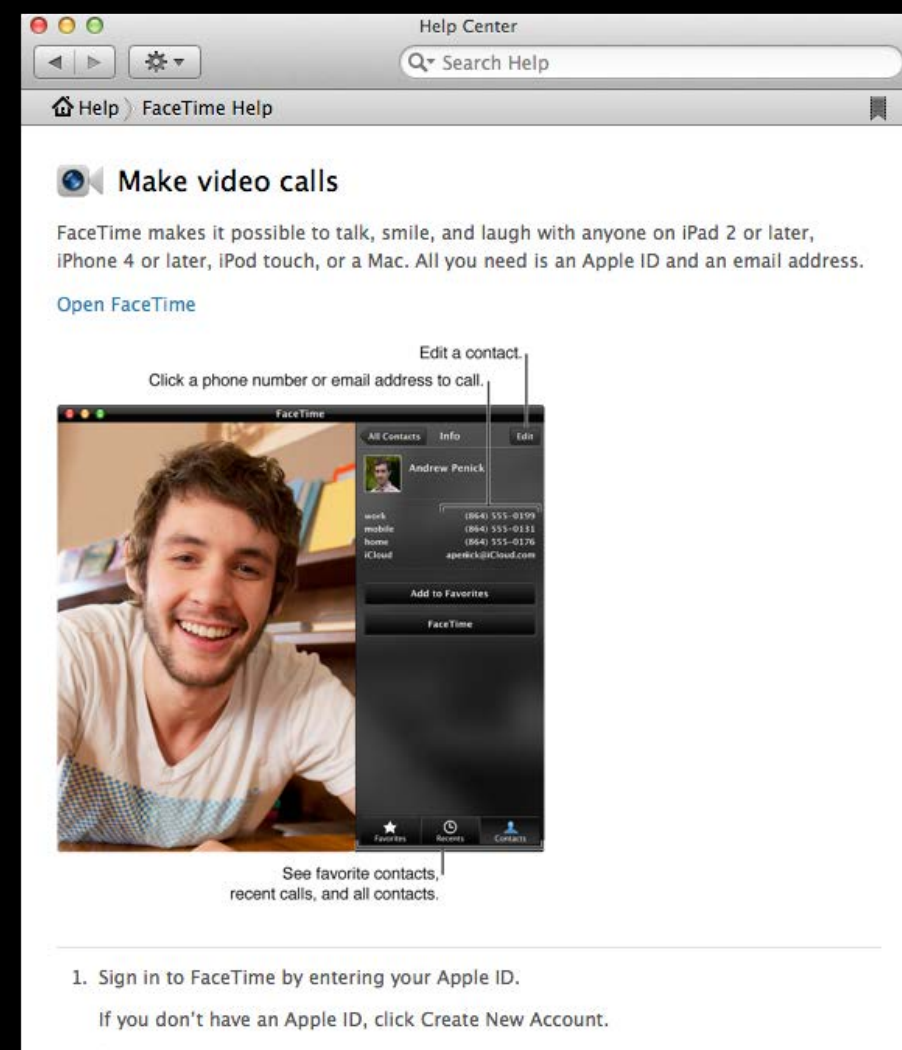 Help Center
Search Help
Help
FaceTime Help
Make video calls
FaceTime makes it possible to talk, smile, and laugh with anyone on iPad 2 or later,
iPhone 4 or later, iPod touch, or a Mac. All you need is an Apple ID and an email address.
Open FaceTime
Edit a contact.
Click a phone number or email address to call.
FaceTime
All Contacts Info Edit
Andrew Penick
work (864) 555-0199
mobile (864) 555-0131
home (864) 555-0176
iCloud apenick@iCloud.com
Add to Favorites
FaceTime
Favorites Recents Contacts
See favorite contacts,
recent calls, and all contacts.
1. Sign in to FaceTime by entering your Apple ID.
If you don't have an Apple ID, click Create New Account.